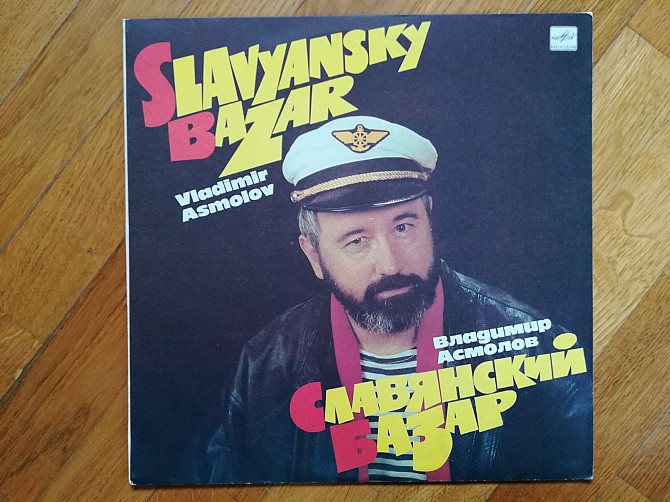 SLAVYANSKY
BAZAR
Vladimir
Asmolov
Владимир
Асмолов
СЛАВЯНСКИЙ
БАЗАР